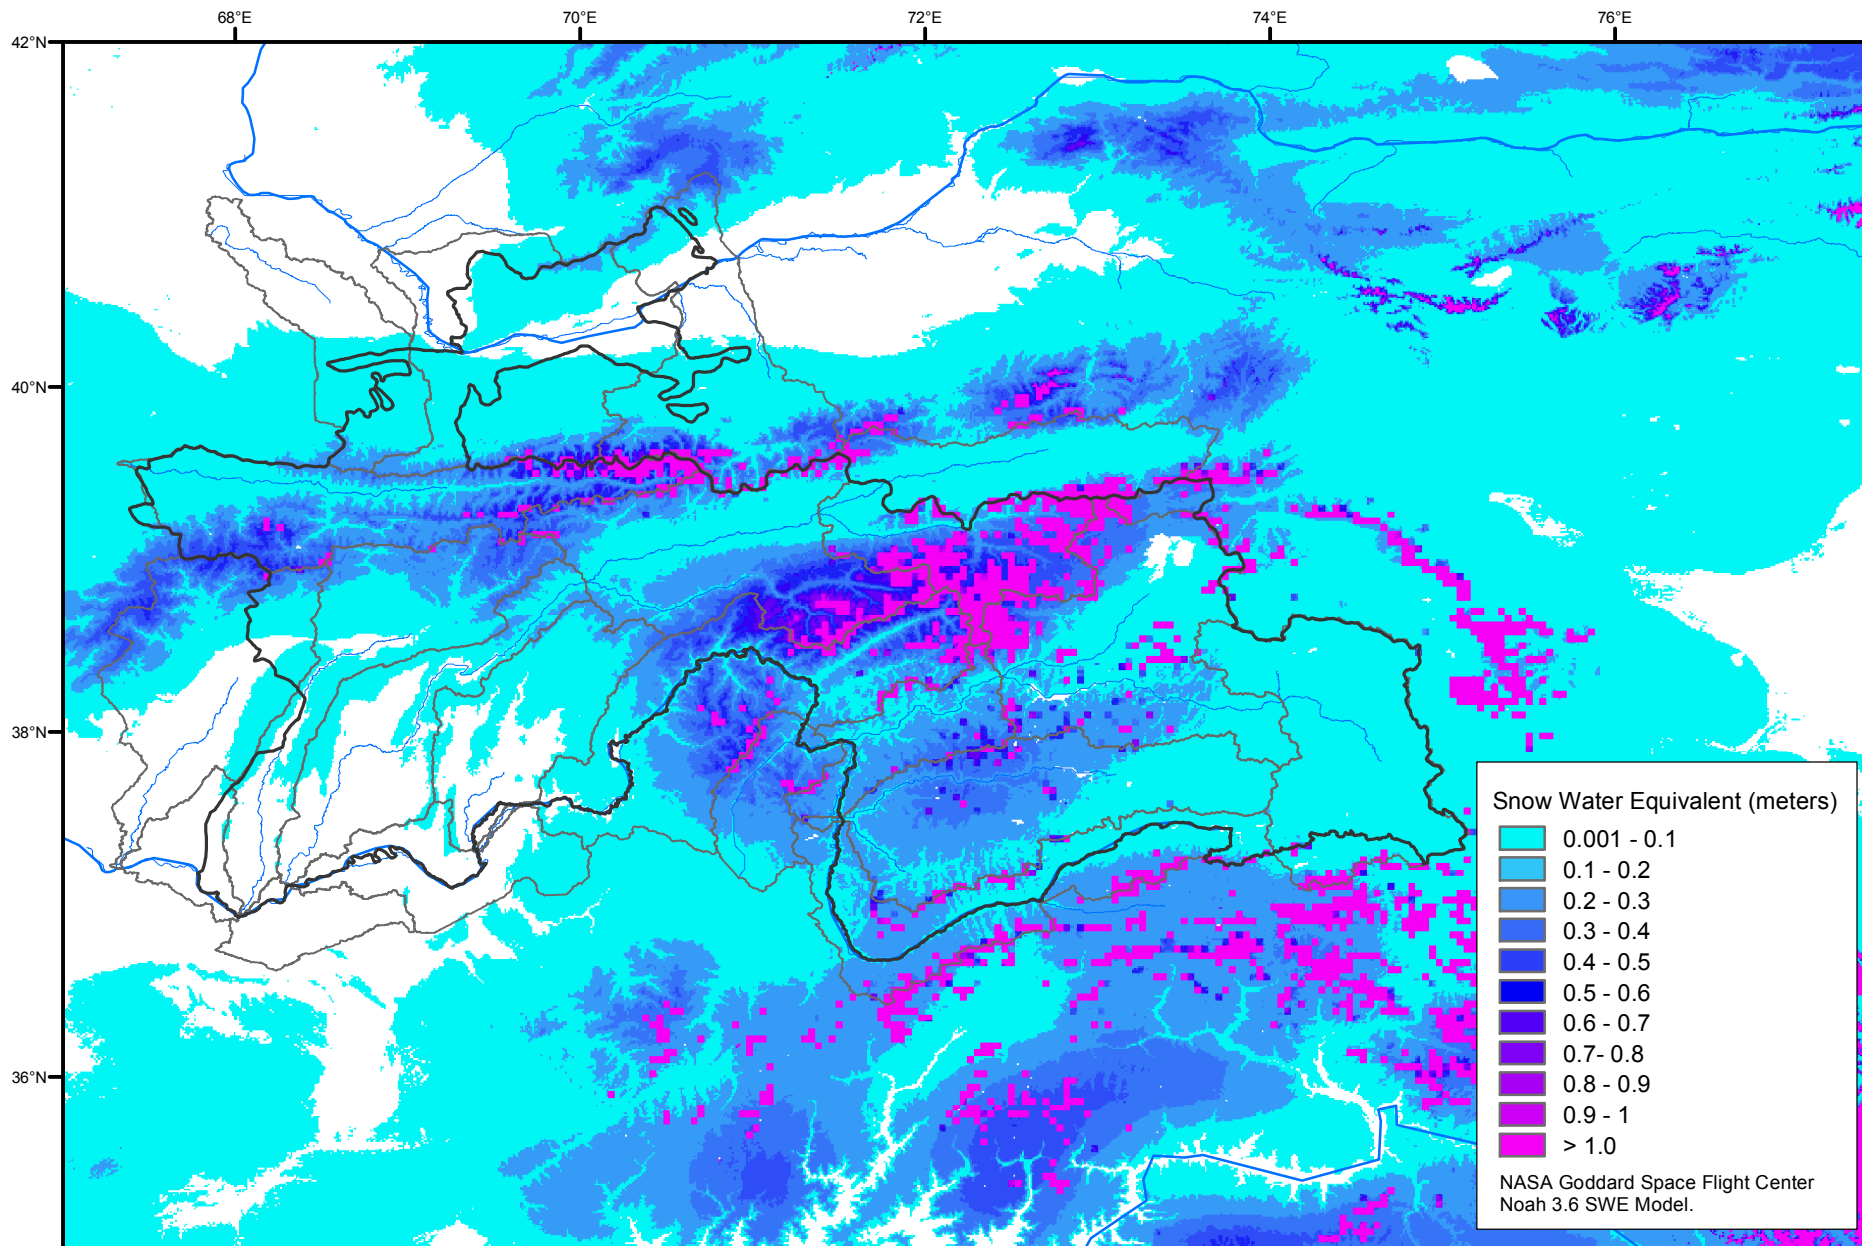 68°E 70°E 72°E 74°E 76°E
42°N
40°N
38°N
36°N
Snow Water Equivalent (meters)
0.001 - 0.1
0.1 - 0.2
0.2 - 0.3
0.3 - 0.4
0.4 - 0.5
0.5 - 0.6
0.6 - 0.7
0.7- 0.8
0.8 - 0.9
0.9 - 1
> 1.0
NASA Goddard Space Flight Center
Noah 3.6 SWE Model.